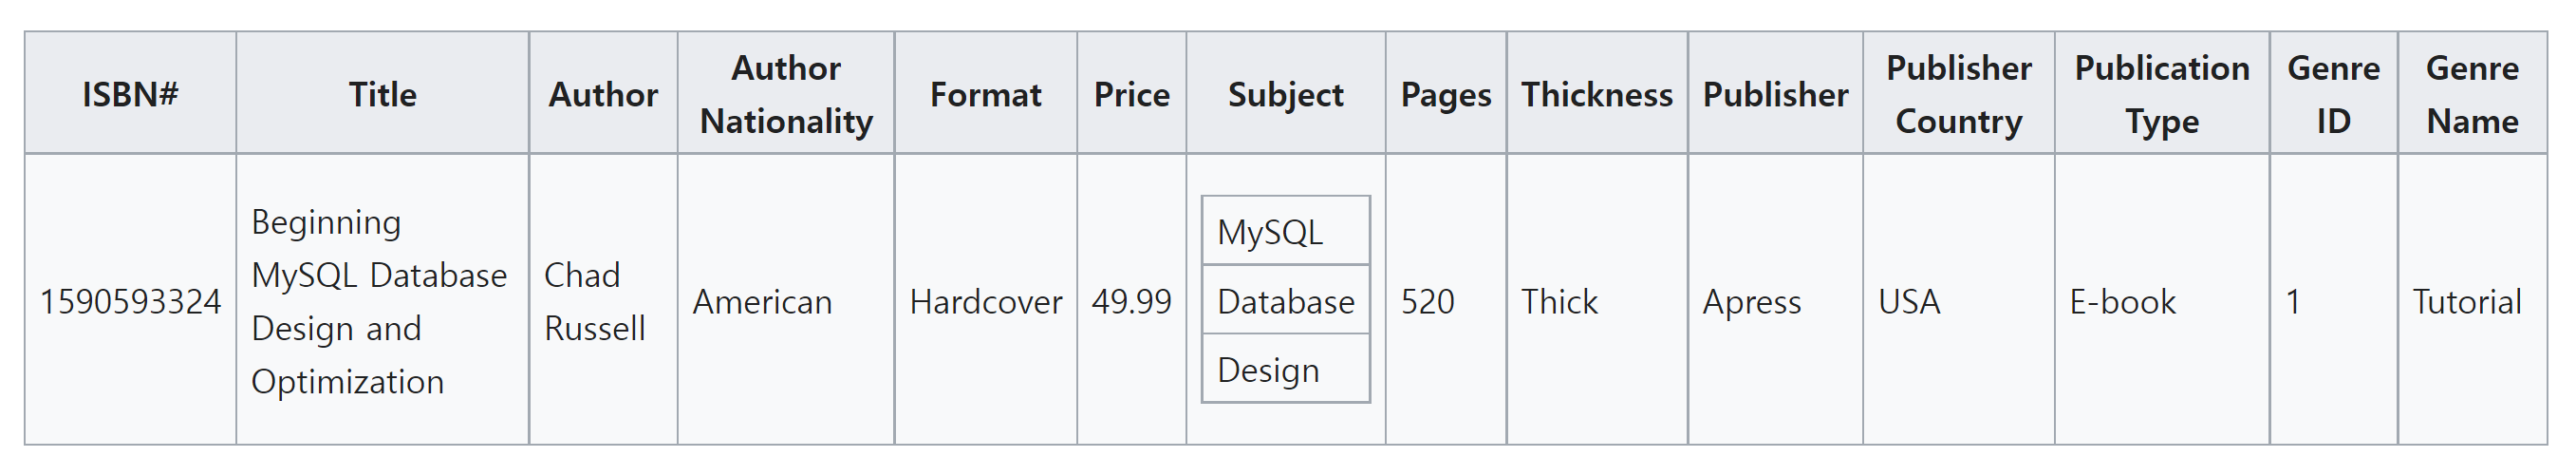 ISBN#
Title
Author
Author
Nationality
Format
Price
Subject
Pages
Thickness
Publisher
Publisher
Country
Publication
Type
Genre
ID
Genre
Name
1590593324
Beginning
MySQL Database
Design and
Optimization
Chad
Russell
American
Hardcover
49.99
MySQL
Database
Design
520
Thick
Apress
USA
E-book
1
Tutorial